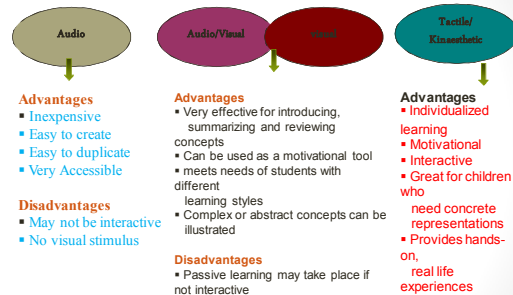 Audio
Advantages
▪ Inexpensive
▪ Easy to create
▪ Easy to duplicate
▪ Very Accessible
Disadvantages
▪ May not be interactive
▪ No visual stimulus
Audio/Visual
visual
Advantages
▪ Very effective for introducing,
summarizing and reviewing
concepts
▪ Can be used as a motivational tool
▪ meets needs of students with
different
learning styles
▪ Complex or abstract concepts can be
illustrated
Disadvantages
▪ Passive learning may take place if
not interactive
Tactile/
Kinaesthetic
Advantages
▪ Individualized
learning
▪ Motivational
▪ Interactive
▪ Great for children
who
need concrete
representations
▪ Provides hands-
on,
real life
experiences